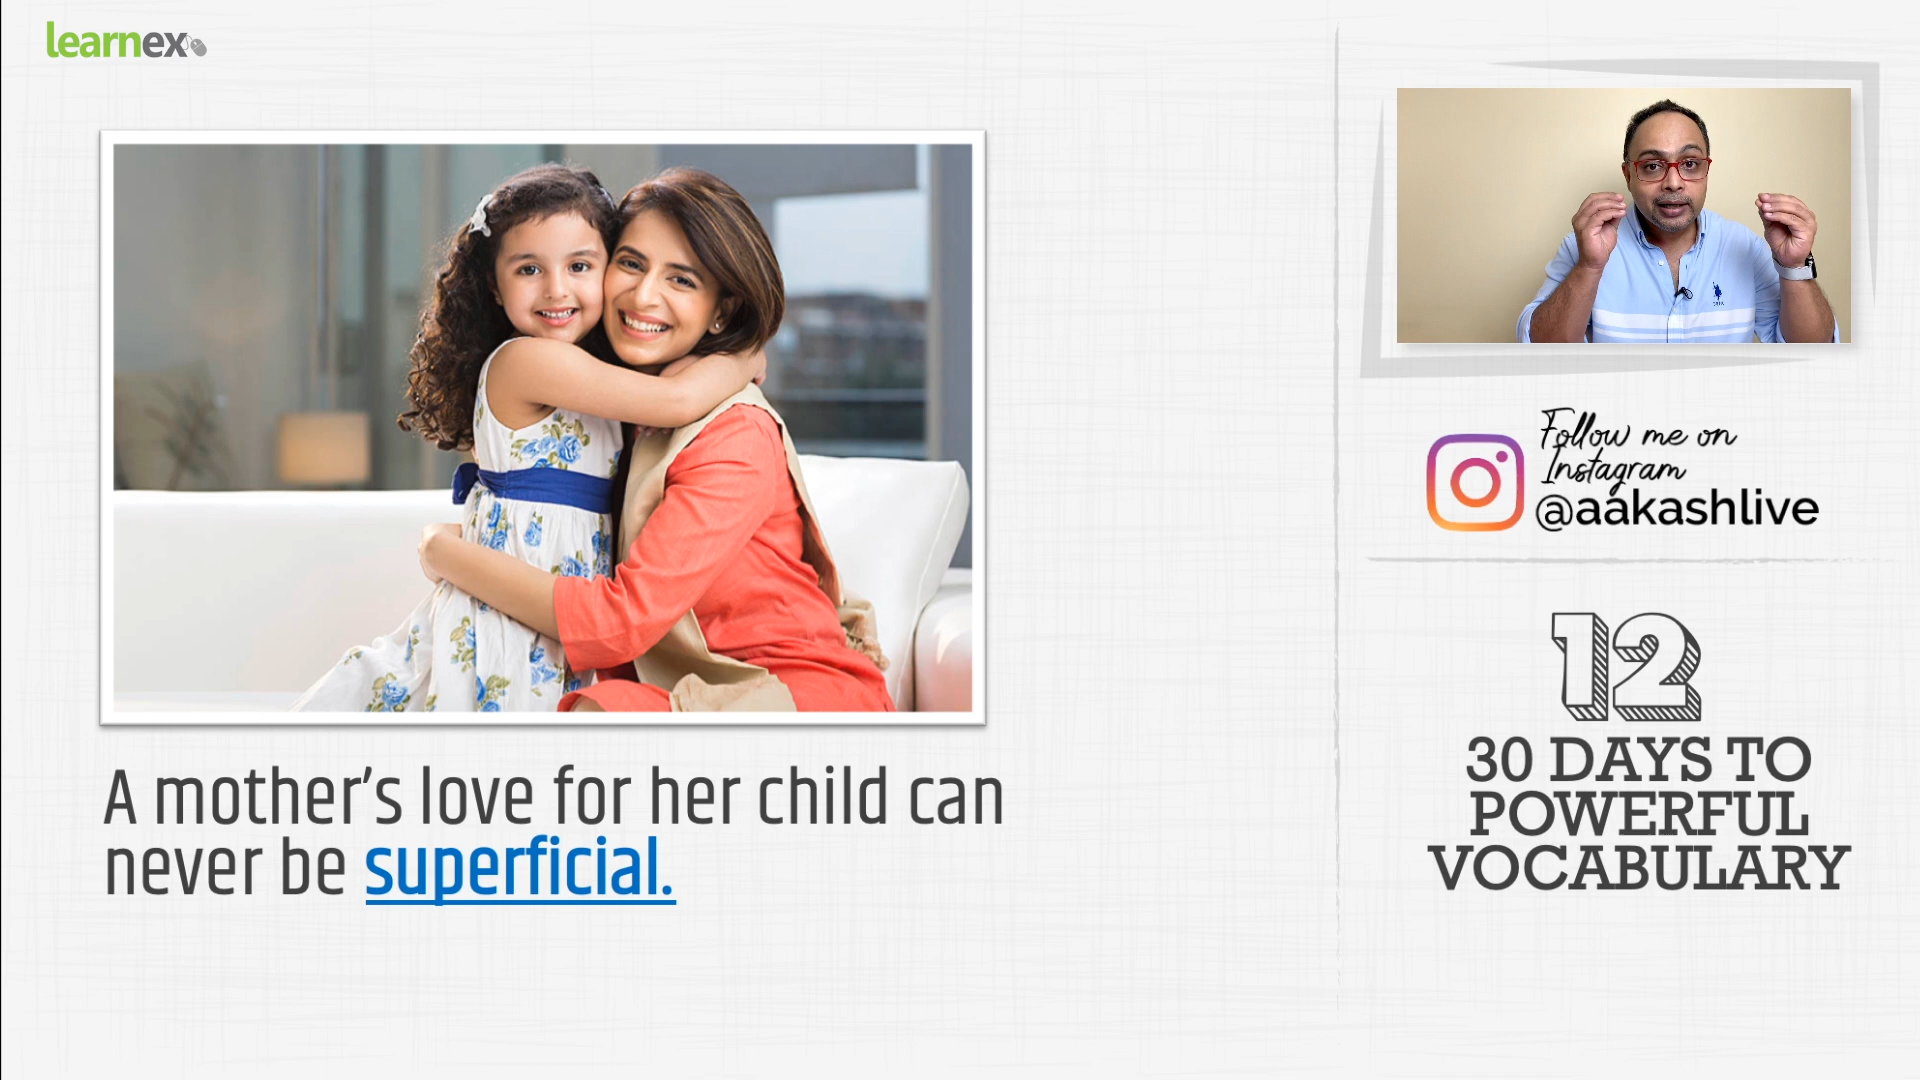 learnex
A mother's love for her child can
never be superficial.
Follow me on
Instagram
@aakashlive
12
30 DAYS TO
POWERFUL
VOCABULARY